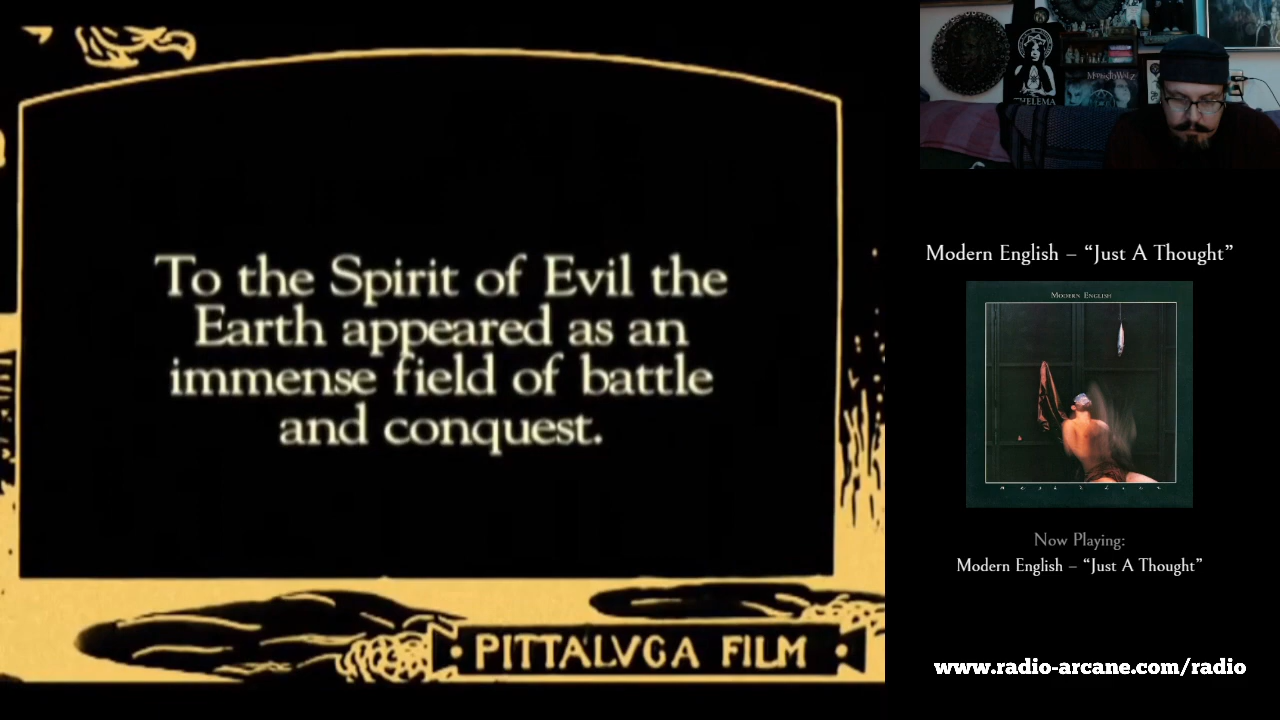 To the Spirit of Evil the
Earth appeared as an
immense field of battle
and conquest.
PITTALVGA FILM
THELEMA
Modern English – “Just A Thought”
MODERN ENGLISH
Now Playing:
Modern English – “Just A Thought”
www.radio-arcane.com/radio